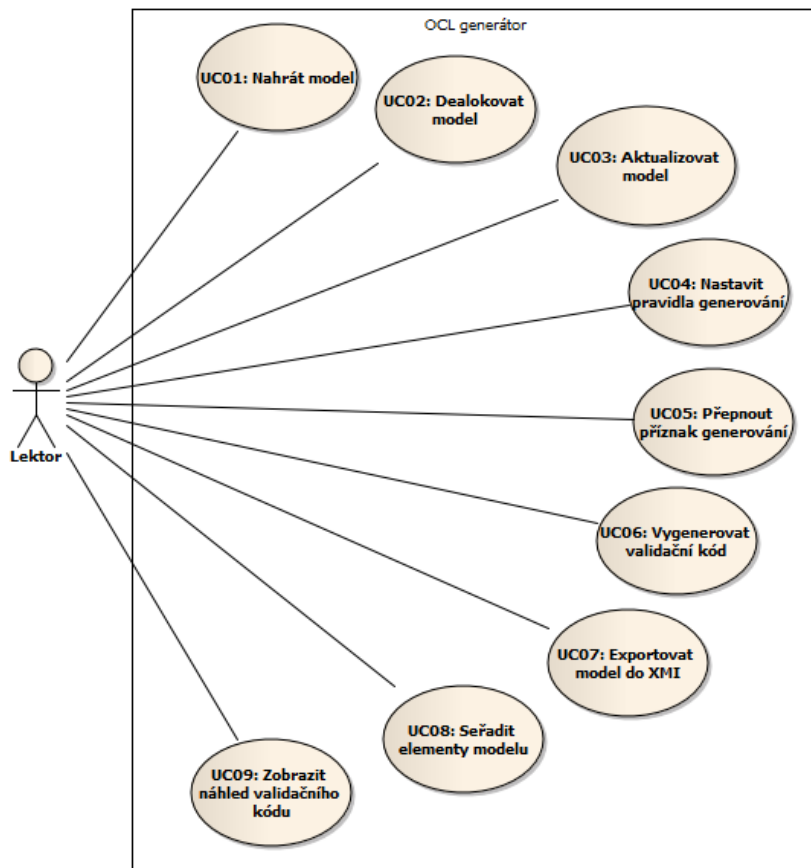 OCL generátor
UC01: Nahrát model
UC02: Dealokovat
model
UC03: Aktualizovat
model
UC04: Nastavit
pravidla generování
UC05: Přepnout
příznak generování
Lektor
UC06: Vygenerovat
validační kód
UC07: Exportovat
model do XMI
UC08: Seřadit
elementy modelu
UC09: Zobrazit
náhled validačního
kódu